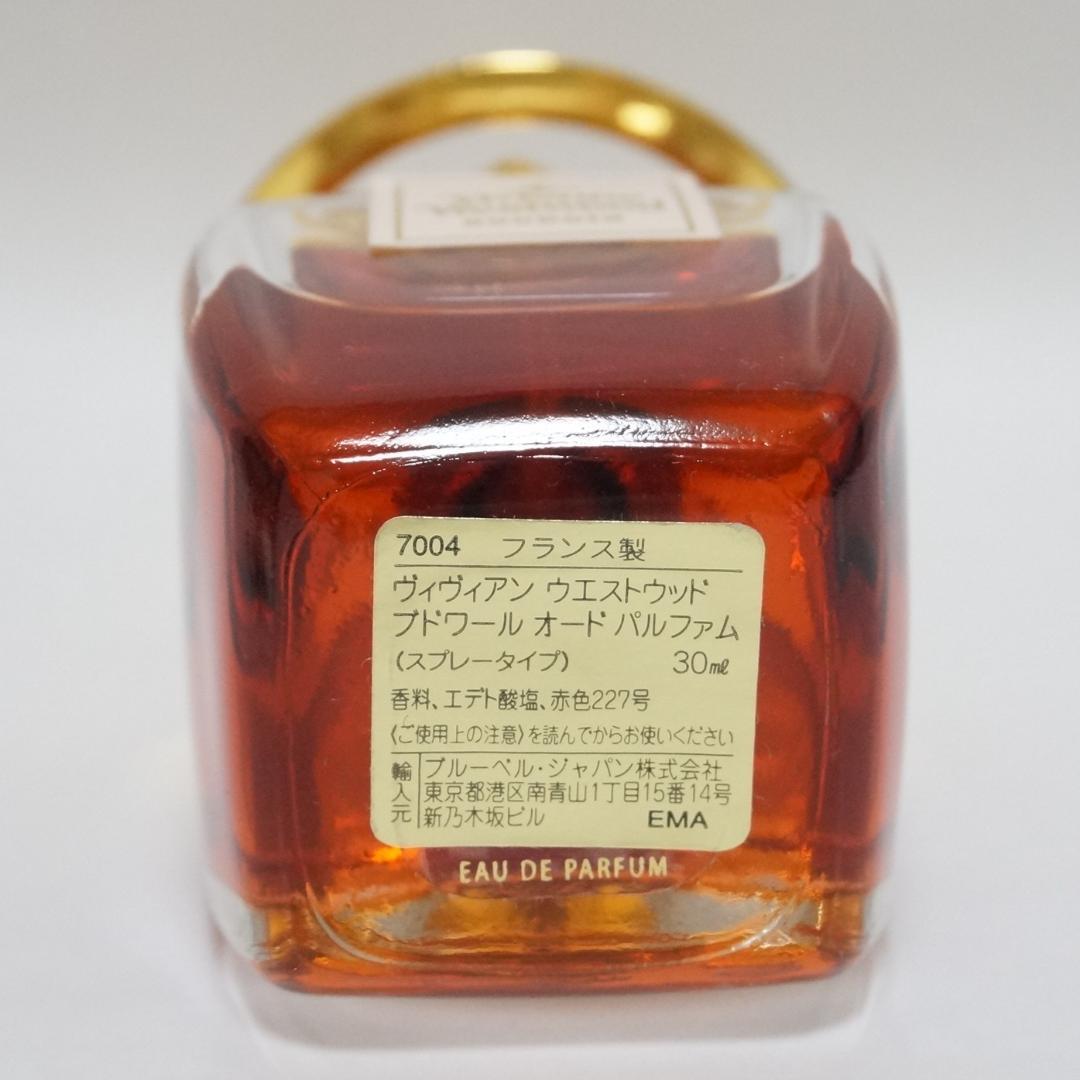 7004 フランス製
ヴィヴィアン ウエストウッド
ブドワール オード パルファム
(スプレータイプ) 30㎖
香料、エデト酸塩、赤色227号
〈ご使用上の注意〉を読んでからお使いください
輸入元
ブルーベル・ジャパン株式会社
東京都港区南青山1丁目15番14号
新乃木坂ビル EMA
EAU DE PARFUM